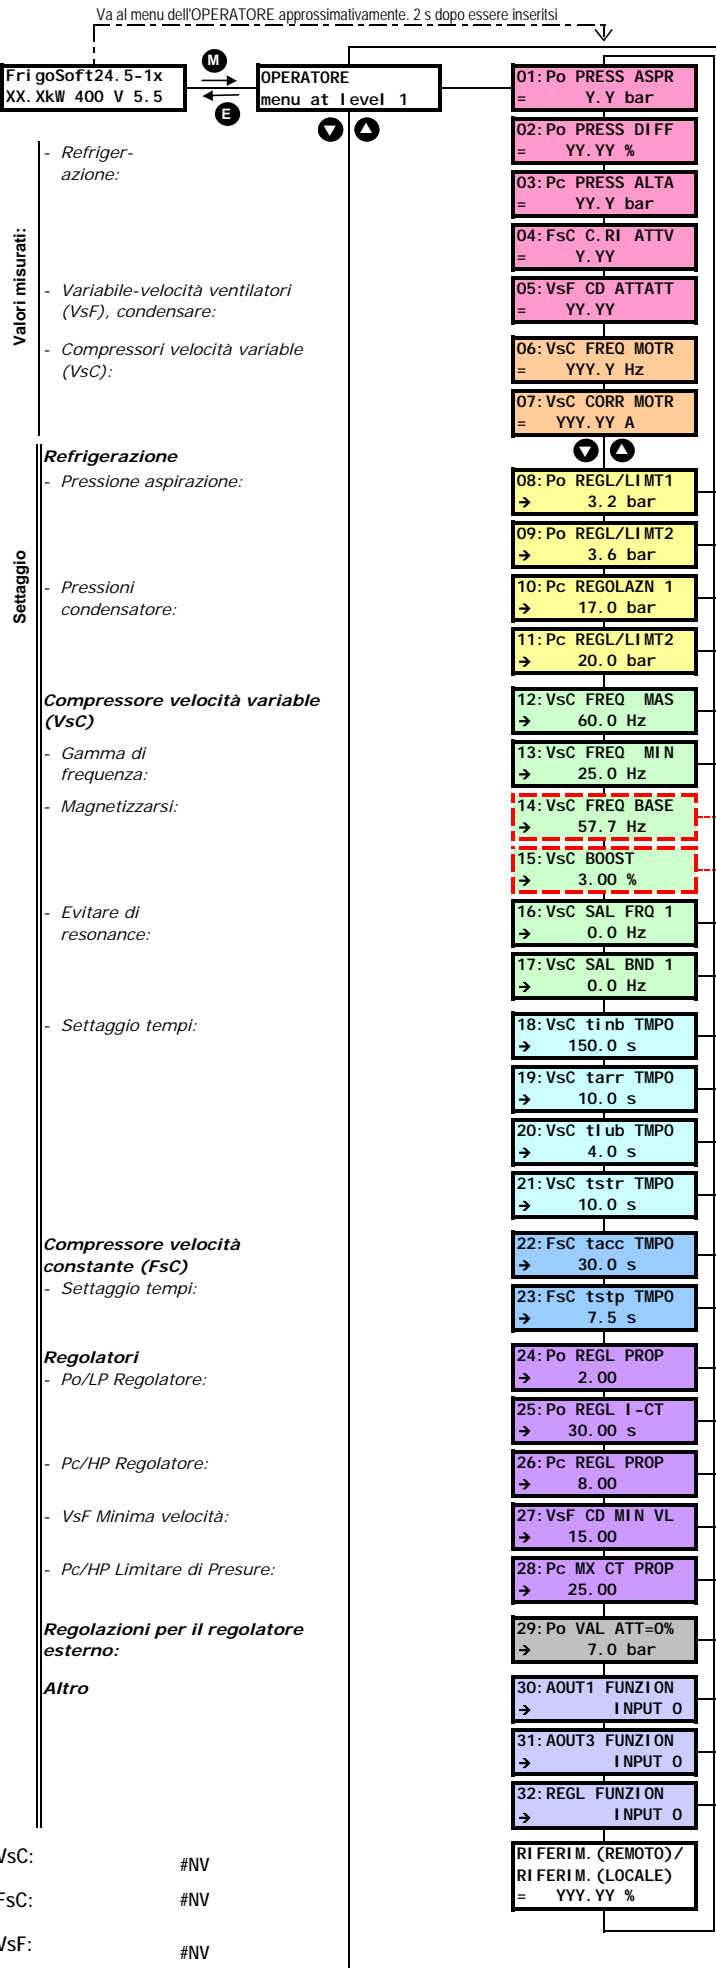 Va al menu dell'OPERATORE approssimativamente. 2 s dopo essere inseritsi
FrigoSoft24.5-1x
XX.XkW 400 V 5.5
M
E
OPERATORE
menu at level 1
01:Po PRESS ASPR
= Y.Y bar
02:Po PRESS DIFF
= YY.YY %
03:Pc PRESS ALTA
= YY.Y bar
04:FsC C.RI ATTV
= Y.YY
05:VsF CD ATTATT
= YY.YY
06:VsC FREQ MOTR
= YYY.Y Hz
07:VsC CORR MOTR
= YYY.YY A
Valori misurati:
- Refriger-
azione:
- Variabile-velocità ventilatori
(VsF), condensare:
- Compressori velocità variable
(VsC):
Settaggio
Refrigerazione
- Pressione aspirazione:
08:Po REGL/LIMT1
→ 3.2 bar
09:Po REGL/LIMT2
→ 3.6 bar
- Pressioni
condensatore:
10:Pc REGOLAZN 1
→ 17.0 bar
11:Pc REGL/LIMT2
→ 20.0 bar
Compressore velocità variable
(VsC)
12:VsC FREQ MAS
→ 60.0 Hz
- Gamma di
frequenza:
13:VsC FREQ MIN
→ 25.0 Hz
- Magnetizzarsi:
14:VsC FREQ BASE
→ 57.7 Hz
15:VsC BOOST
→ 3.00 %
- Evitare di
resonance:
16:VsC SAL FRQ 1
→ 0.0 Hz
17:VsC SAL BND 1
→ 0.0 Hz
- Settaggio tempi:
18:VsC tinb TMPO
→ 150.0 s
19:VsC tarr TMPO
→ 10.0 s
20:VsC tlub TMPO
→ 4.0 s
21:VsC tstr TMPO
→ 10.0 s
Compressore velocità
constante (FsC)
- Settaggio tempi:
22:FsC tacc TMPO
→ 30.0 s
23:FsC tstp TMPO
→ 7.5 s
Regolatori
- Po/LP Regolatore:
24:Po REGL PROP
→ 2.00
25:Po REGL I-CT
→ 30.00 s
- Pc/HP Regolatore:
26:Pc REGL PROP
→ 8.00
- VsF Minima velocità:
27:VsF CD MIN VL
→ 15.00
- Pc/HP Limitare di Presure:
28:Pc MX CT PROP
→ 25.00
Regolazioni per il regolatore
esterno:
29:Po VAL ATT=0%
→ 7.0 bar
Altro
30:AOUT1 FUNZION
→ INPUT 0
31:AOUT3 FUNZION
→ INPUT 0
32:REGL FUNZION
→ INPUT 0
RIFERIM.(REMOTO)/
RIFERIM.(LOCALE)
= YYY.YY %
VsC: #NV
FsC: #NV
VsF: #NV